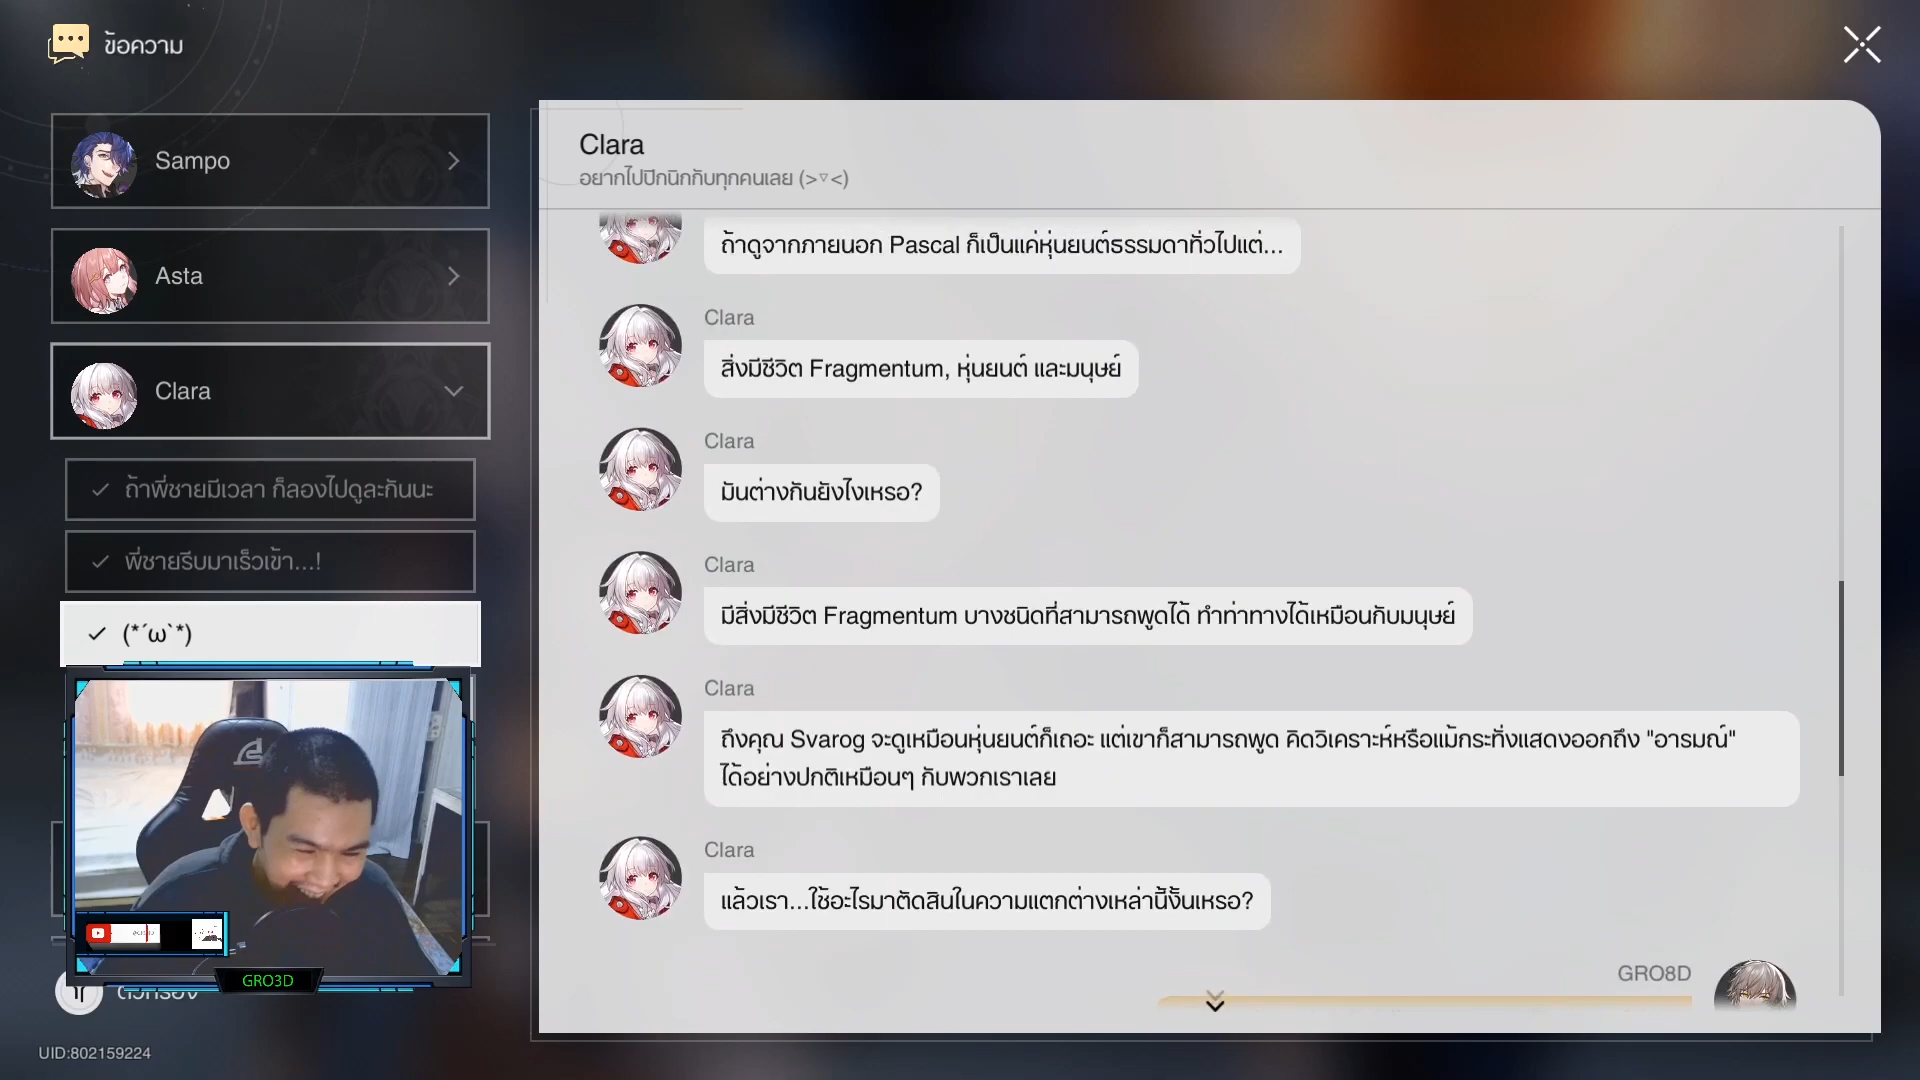 ข้อความ
Sampo
Asta
Clara
ถ้าพี่ชายมีเวลา ก็ลองไปดูละกันนะ
พี่ชายรีบมาเร็วเข้า...!
(*´ω`*)
GRO3D
ตัวกรอง
UID:802159224
Clara
อยากไปปิกนิกกับทุกคนเลย (>▿<)
ถ้าดูจากภายนอก Pascal ก็เป็นแค่หุ่นยนต์ธรรมดาทั่วไปแต่...
Clara
สิ่งมีชีวิต Fragmentum, หุ่นยนต์ และมนุษย์
Clara
มันต่างกันยังไงเหรอ?
Clara
มีสิ่งมีชีวิต Fragmentum บางชนิดที่สามารถพูดได้ ทำท่าทางได้เหมือนกับมนุษย์
Clara
ถึงคุณ Svarog จะดูเหมือนหุ่นยนต์ก็เถอะ แต่เขาก็สามารถพูด คิดวิเคราะห์หรือแม้กระทั่งแสดงออกถึง "อารมณ์"
ได้อย่างปกติเหมือนๆ กับพวกเราเลย
Clara
แล้วเรา...ใช้อะไรมาตัดสินในความแตกต่างเหล่านี้งั้นเหรอ?
GRO8D